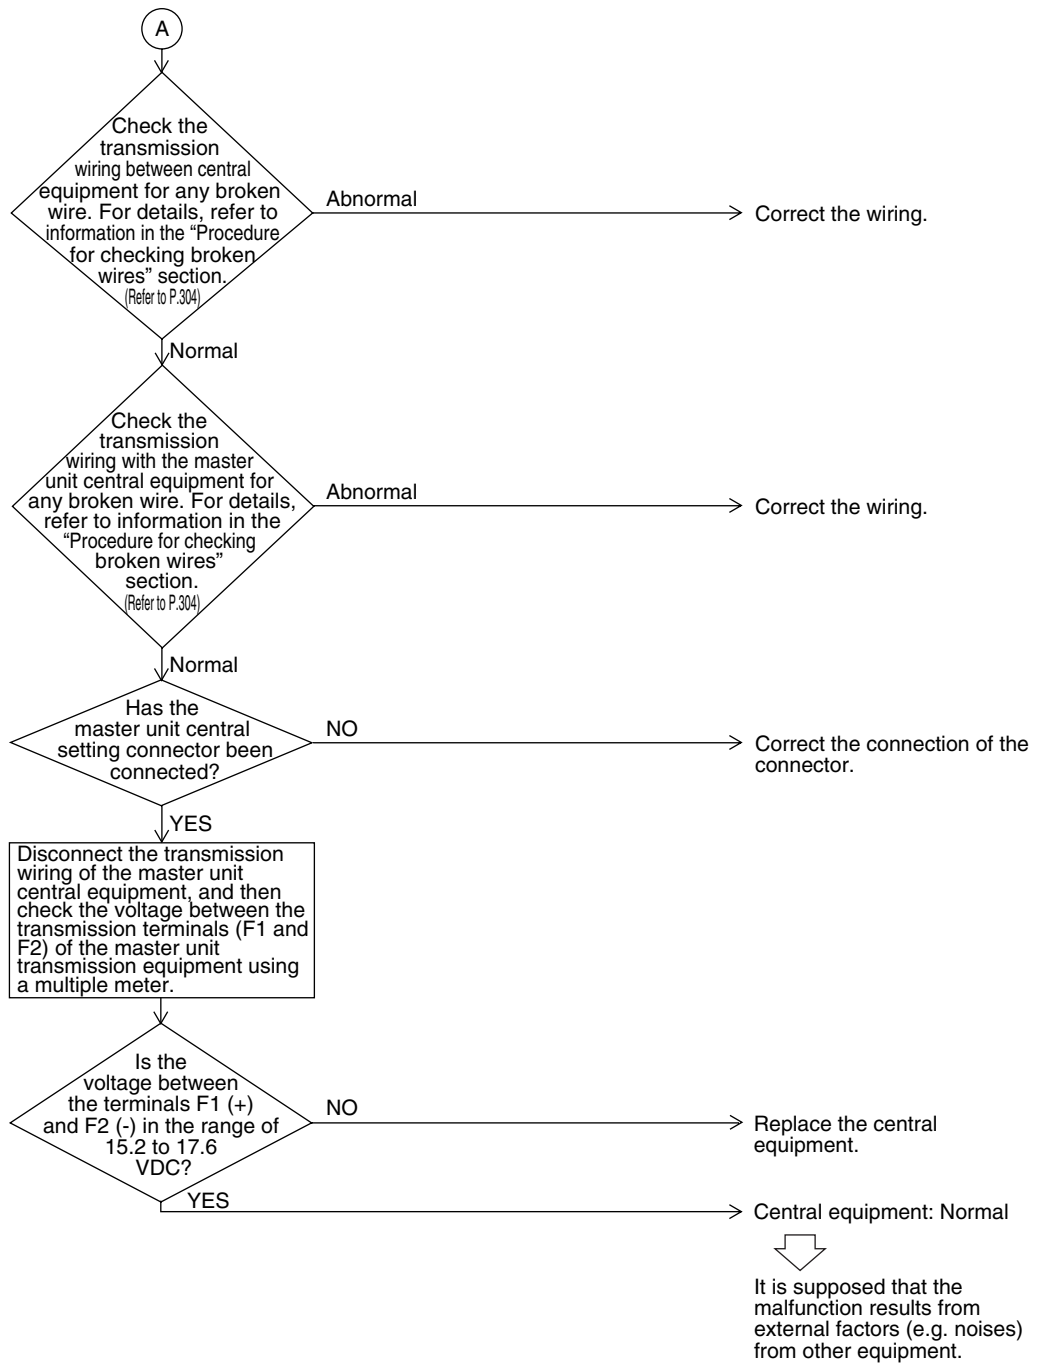 A
Check the
transmission
wiring between central
equipment for any broken
wire. For details, refer to
information in the “Procedure
for checking broken
wires” section.
(Refer to P.304)
Abnormal
Correct the wiring.
Normal
Check the
transmission
wiring with the master
unit central equipment for
any broken wire. For details,
refer to information in the
“Procedure for checking
broken wires”
section.
(Refer to P.304)
Abnormal
Correct the wiring.
Normal
Has the
master unit central
setting connector been
connected?
NO
Correct the connection of the
connector.
YES
Disconnect the transmission
wiring of the master unit
central equipment, and then
check the voltage between the
transmission terminals (F1 and
F2) of the master unit
transmission equipment using
a multiple meter.
Is the
voltage between
the terminals F1 (+)
and F2 (-) in the range of
15.2 to 17.6
VDC?
NO
Replace the central
equipment.
YES
Central equipment: Normal
It is supposed that the
malfunction results from
external factors (e.g. noises)
from other equipment.